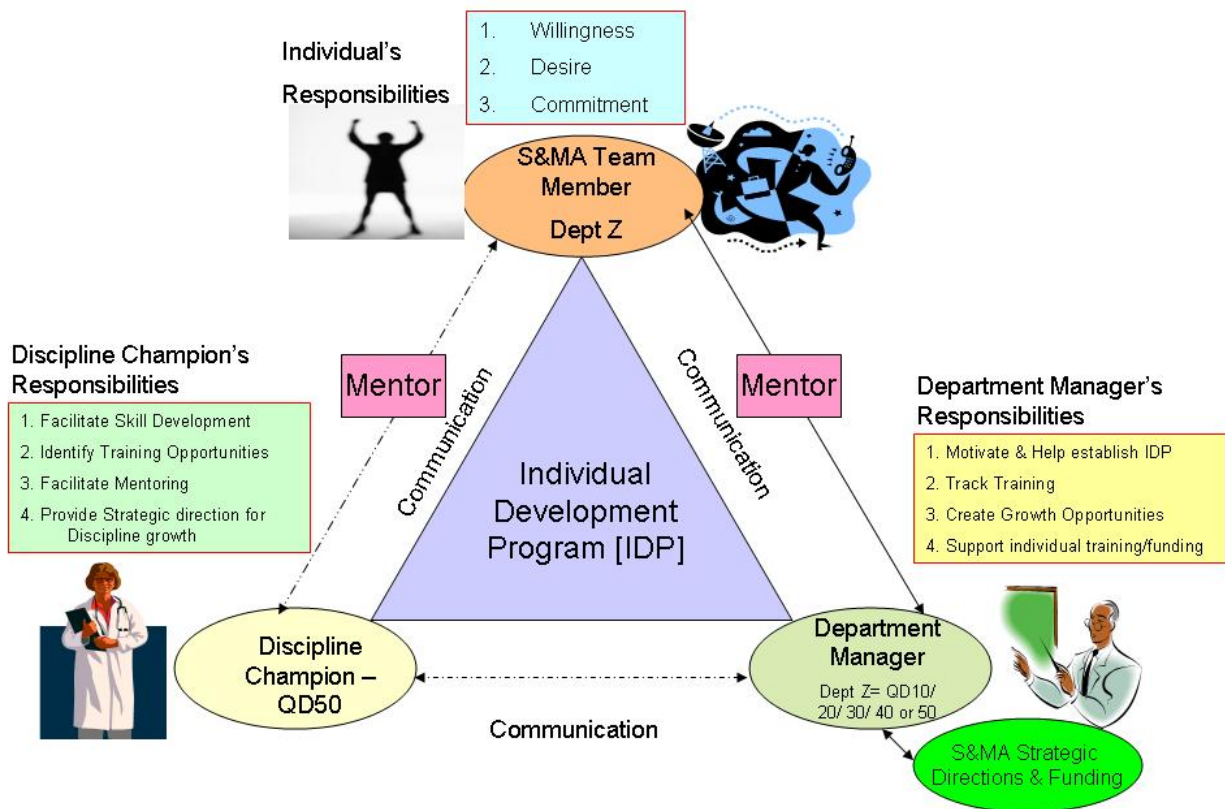 Individual's
Responsibilities
1. Willingness
2. Desire
3. Commitment
S&MA Team
Member
Dept Z
Discipline Champion's
Responsibilities
1. Facilitate Skill Development
2. Identify Training Opportunities
3. Facilitate Mentoring
4. Provide Strategic direction for
Discipline growth
Mentor
Communication
Communication
Mentor
Department Manager's
Responsibilities
1. Motivate & Help establish IDP
2. Track Training
3. Create Growth Opportunities
4. Support individual training/funding
Individual
Development
Program [IDP]
Discipline
Champion –
QD50
Communication
Department
Manager
Dept Z= QD10/
20/ 30/ 40 or 50
S&MA Strategic
Directions & Funding